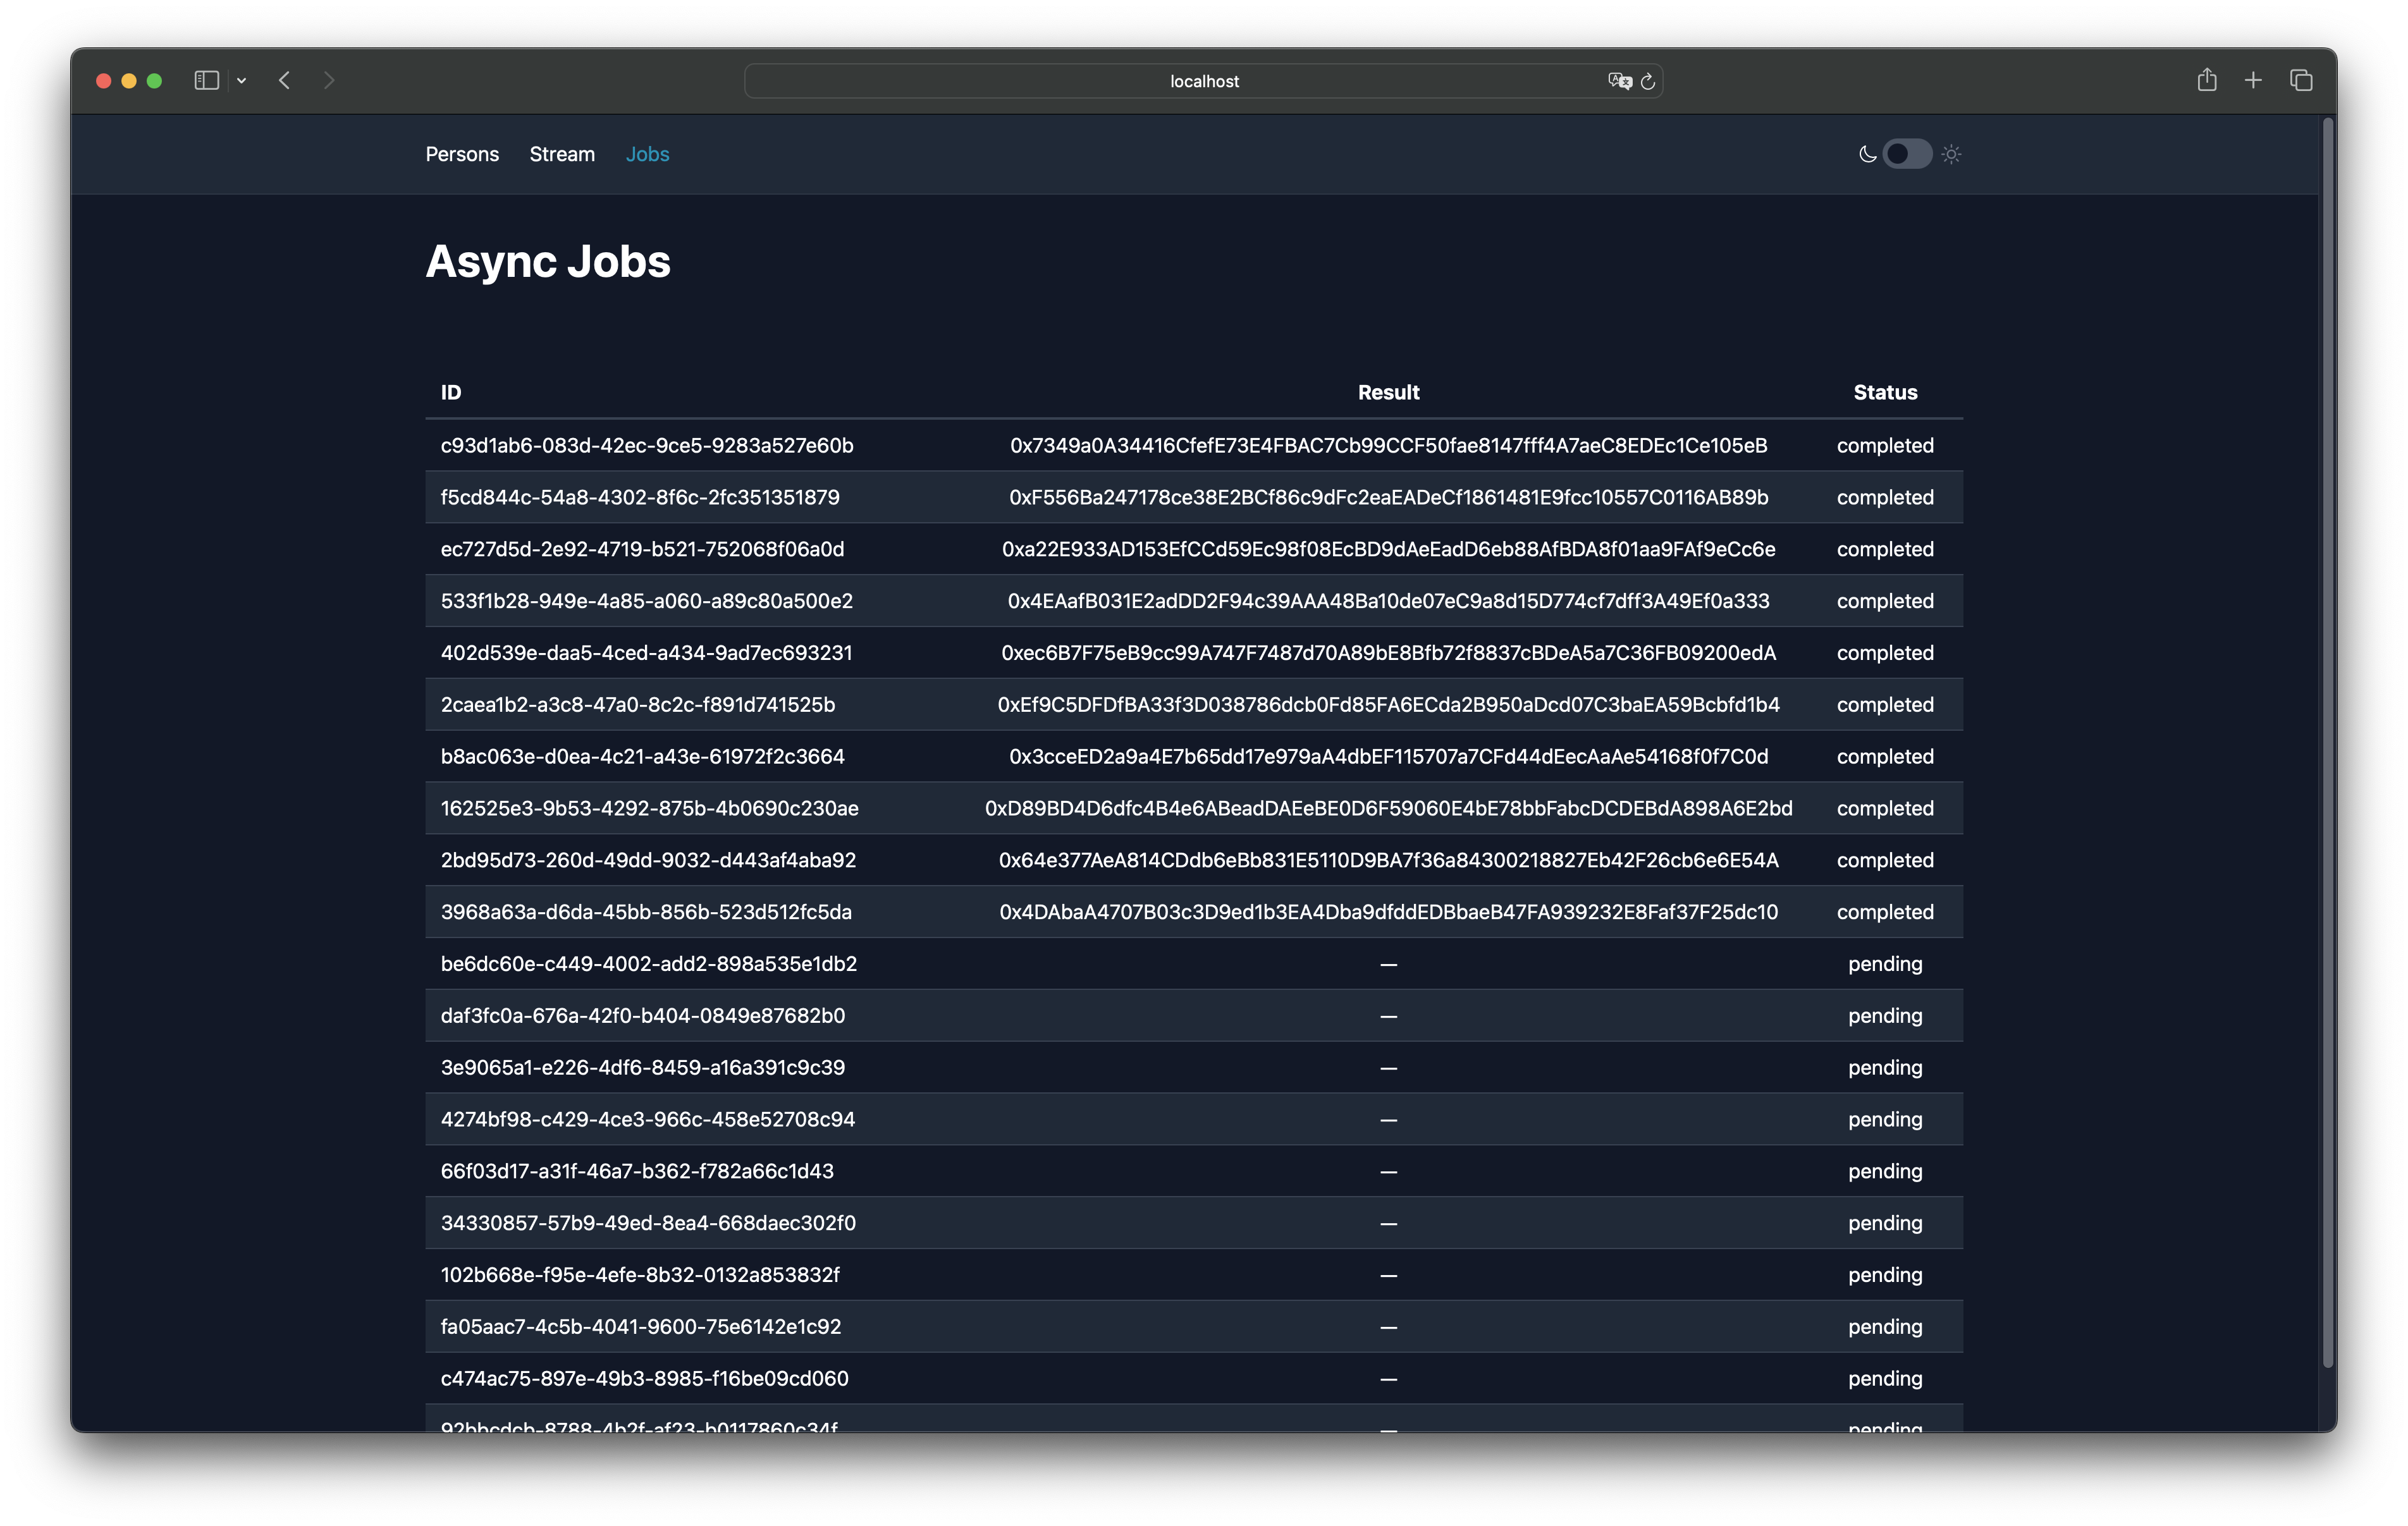 localhost
Persons Stream Jobs
Async Jobs
ID Result Status
c93d1ab6-083d-42ec-9ce5-9283a527e60b 0x7349a0A34416CfefE73E4FBAC7Cb99CCF50fae8147fff4A7aeC8EDEc1Ce105eB completed
f5cd844c-54a8-4302-8f6c-2fc351351879 0xF556Ba247178ce38E2BCf86c9dFc2eaEADeCf1861481E9fcc10557C0116AB89b completed
ec727d5d-2e92-4719-b521-752068f06a0d 0xa22E933AD153EfCCd59Ec98f08EcBD9dAeEadD6eb88AfBDA8f01aa9FAf9eCc6e completed
533f1b28-949e-4a85-a060-a89c80a500e2 0x4EAafB031E2adDD2F94c39AAA48Ba10de07eC9a8d15D774cf7dff3A49Ef0a333 completed
402d539e-daa5-4ced-a434-9ad7ec693231 0xec6B7F75eB9cc99A747F7487d70A89bE8Bfb72f8837cBDeA5a7C36FB09200edA completed
2caea1b2-a3c8-47a0-8c2c-f891d741525b 0xEf9C5DFDfBA33f3D038786dcb0Fd85FA6ECda2B950aDcd07C3baEA59Bcbfd1b4 completed
b8ac063e-d0ea-4c21-a43e-61972f2c3664 0x3cceED2a9a4E7b65dd17e979aA4dbEF115707a7CFd44dEecAaAe54168f0f7C0d completed
162525e3-9b53-4292-875b-4b0690c230ae 0xD89BD4D6dfc4B4e6ABeadDAEeBE0D6F59060E4bE78bbFabcDCDEBdA898A6E2bd completed
2bd95d73-260d-49dd-9032-d443af4aba92 0x64e377AeA814CDdb6eBb831E5110D9BA7f36a84300218827Eb42F26cb6e6E54A completed
3968a63a-d6da-45bb-856b-523d512fc5da 0x4DAbaA4707B03c3D9ed1b3EA4Dba9dfddEDBbaeB47FA939232E8Faf37F25dc10 completed
be6dc60e-c449-4002-add2-898a535e1db2 — pending
daf3fc0a-676a-42f0-b404-0849e87682b0 — pending
3e9065a1-e226-4df6-8459-a16a391c9c39 — pending
4274bf98-c429-4ce3-966c-458e52708c94 — pending
66f03d17-a31f-46a7-b362-f782a66c1d43 — pending
34330857-57b9-49ed-8ea4-668daec302f0 — pending
102b668e-f95e-4efe-8b32-0132a853832f — pending
fa05aac7-4c5b-4041-9600-75e6142e1c92 — pending
c474ac75-897e-49b3-8985-f16be09cd060 — pending
92bbcdcb-8788-4b2f-af23-b0117860c34f — pending